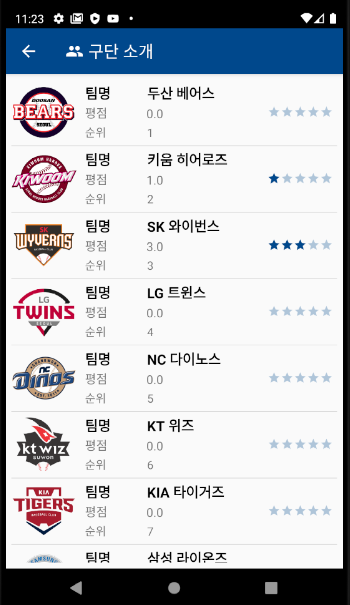 11:23
구단 소개
DOOSAN
BEARS
SEOUL
팀명 두산 베어스
평점 0.0
순위 1
KIWOOM
팀명 키움 히어로즈
평점 1.0
순위 2
SK
WYVERNS
팀명 SK 와이번스
평점 3.0
순위 3
LG
TWINS
SEOUL
팀명 LG 트윈스
평점 0.0
순위 4
NC
DINOS
팀명 NC 다이노스
평점 0.0
순위 5
kt wiz
suwon
팀명 KT 위즈
평점 0.0
순위 6
KIA
TIGERS
팀명 KIA 타이거즈
평점 0.0
순위 7
SAMSUNG
팀명 삼성 라이온즈